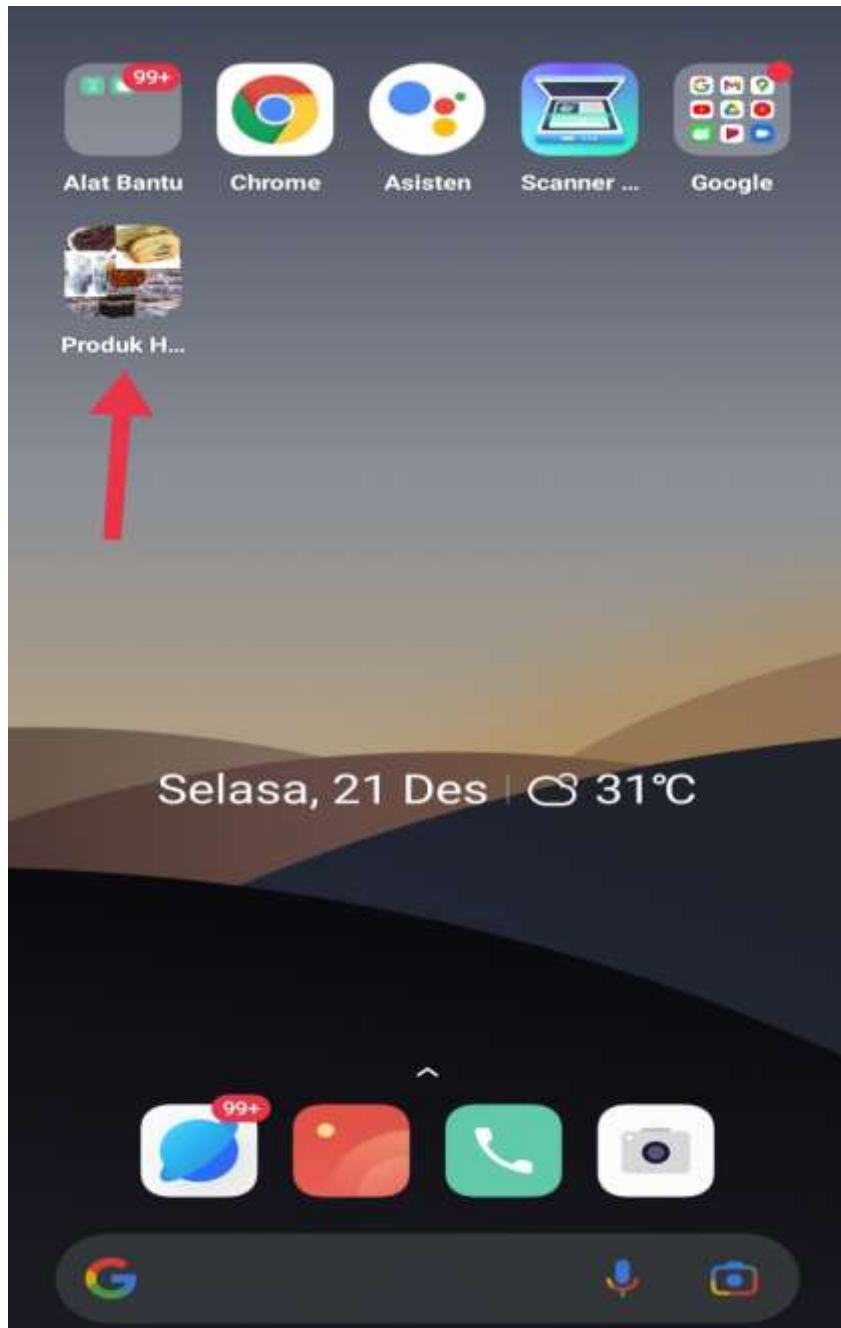 99+
Alat Bantu
Chrome
Asisten
Scanner ...
Google
Produk H...
Selasa, 21 Des | 31°C
99+